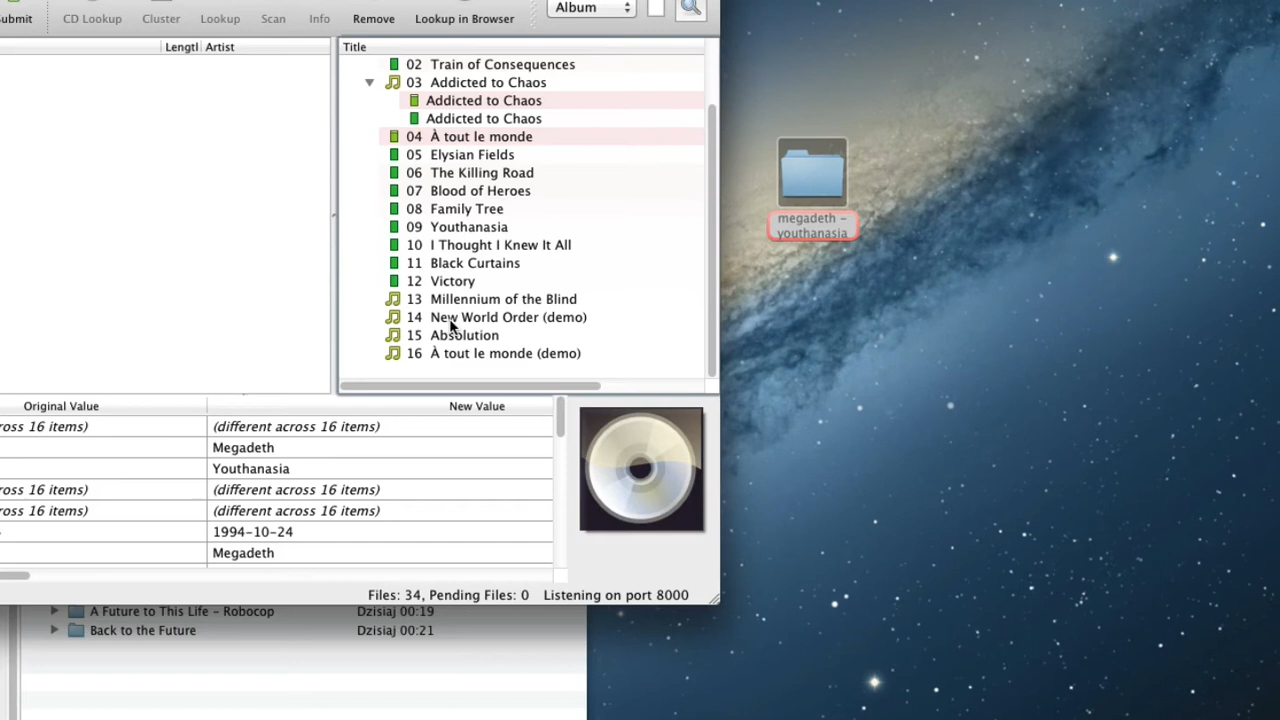 ubmit CD Lookup Cluster Lookup Scan Info Remove Lookup in Browser Album
Lengtl Artist
Title
02 Train of Consequences
03 Addicted to Chaos
Addicted to Chaos
Addicted to Chaos
04 À tout le monde
05 Elysian Fields
06 The Killing Road
07 Blood of Heroes
08 Family Tree
09 Youthanasia
10 I Thought I Knew It All
11 Black Curtains
12 Victory
13 Millennium of the Blind
14 New World Order (demo)
15 Absolution
16 À tout le monde (demo)
megadeth –
youthanasia
Original Value New Value
ross 16 items) (different across 16 items)
Megadeth
Youthanasia
ross 16 items) (different across 16 items)
ross 16 items) (different across 16 items)
1994-10-24
Megadeth
Files: 34, Pending Files: 0 Listening on port 8000
A Future to This Life – Robocop Dzisiaj 00:19
Back to the Future Dzisiaj 00:21